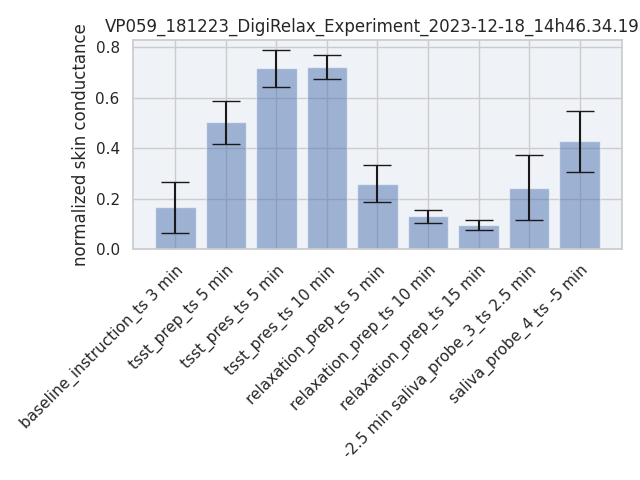 VP059_181223_DigiRelax_Experiment_2023-12-18_14h46.34.19
normalized skin conductance
0.8
0.6
0.4
0.2
0.0
baseline_instruction_ts 3 min
tsst_prep_ts 5 min
tsst_pres_ts 5 min
tsst_pres_ts 10 min
relaxation_prep_ts 5 min
relaxation_prep_ts 10 min
relaxation_prep_ts 15 min
-2.5 min saliva_probe_3_ts 2.5 min
saliva_probe_4_ts -5 min